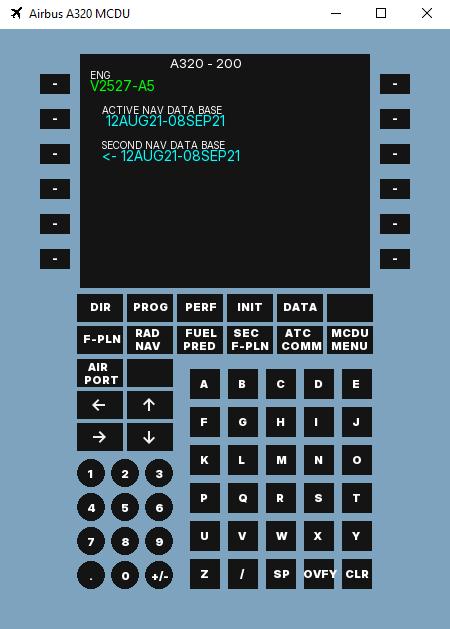 Airbus A320 MCDU
A320 - 200
ENG
V2527-A5
ACTIVE NAV DATA BASE
12AUG21-08SEP21
SECOND NAV DATA BASE
<- 12AUG21-08SEP21
- -
- -
- -
- -
- -
- -
DIR PROG PERF INIT DATA
F-PLN RAD NAV FUEL PRED SEC F-PLN ATC COMM MCDU MENU
AIR PORT
← ↑
→ ↓
1 2 3
4 5 6
7 8 9
. 0 +/-
A B C D E
F G H I J
K L M N O
P Q R S T
U V W X Y
Z / SP OVFY CLR